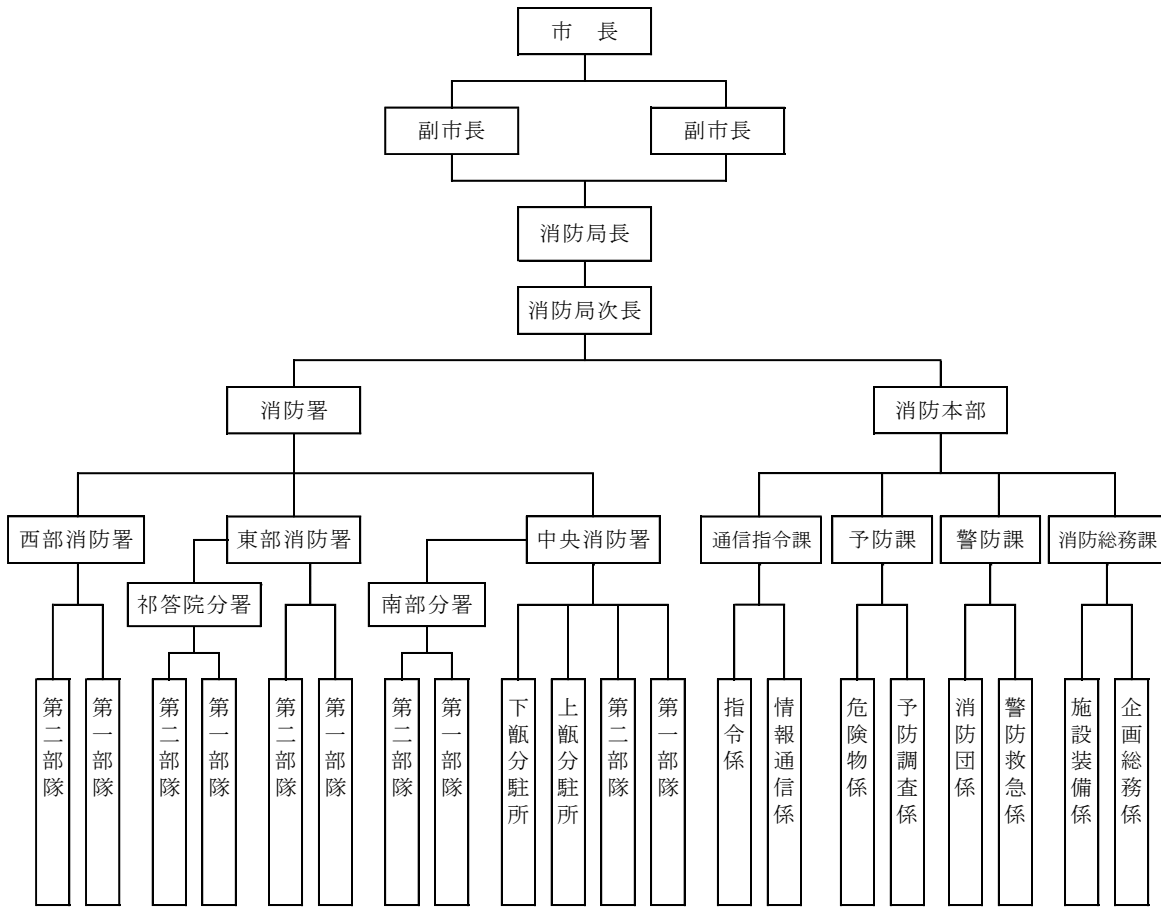 市　長
副市長
副市長
消防局長
消防局次長
消防署
消防本部
西部消防署
東部消防署
中央消防署
通信指令課
予防課
警防課
消防総務課
祁答院分署
南部分署
第二部隊
第一部隊
第二部隊
第一部隊
第二部隊
第一部隊
第二部隊
第一部隊
下甑分駐所
上甑分駐所
第二部隊
第一部隊
指令係
情報通信係
危険物係
予防調査係
消防団係
警防救急係
施設装備係
企画総務係